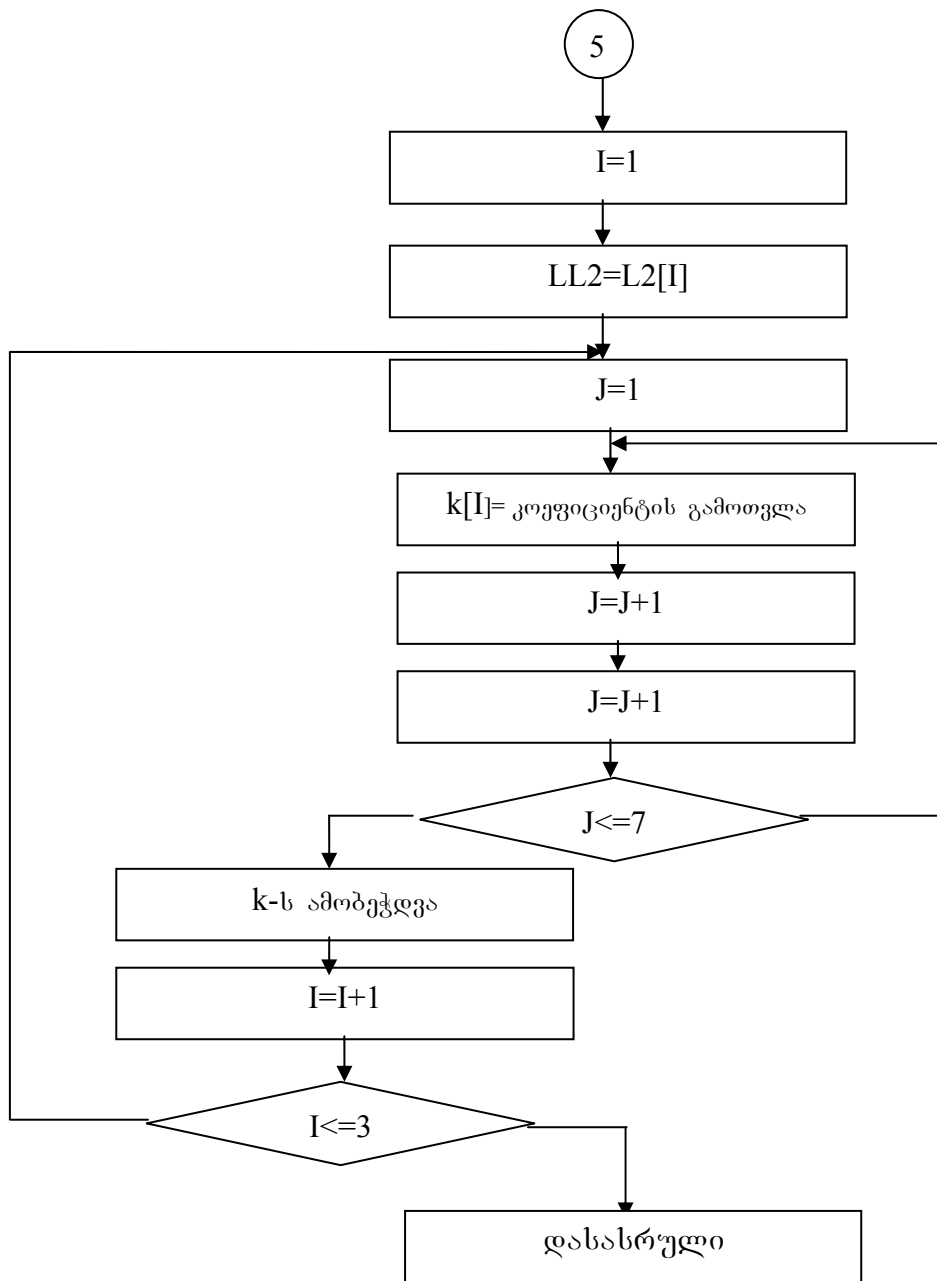 5
I=1
LL2=L2[I]
J=1
k[I]= კოეფიციენტის გამოთვლა
J=J+1
J=J+1
J<=7
k-ს ამობეჭდვა
I=I+1
I<=3
დასასრული